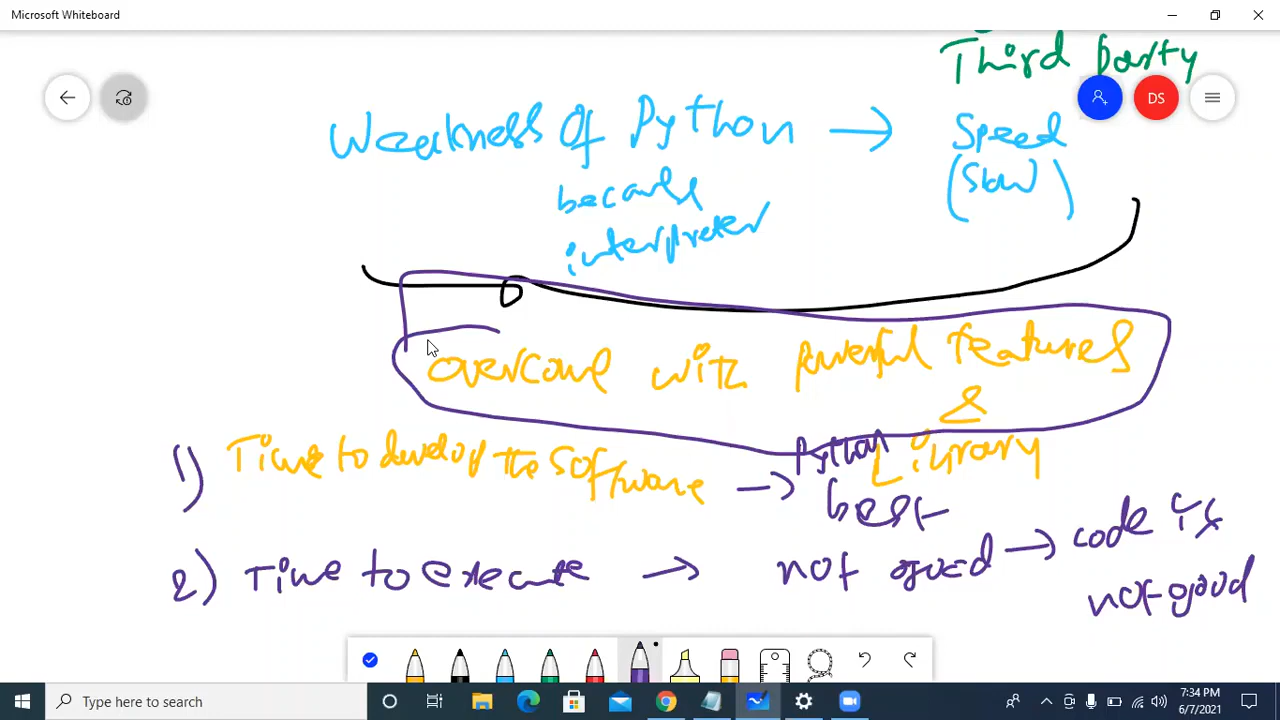 Microsoft Whiteboard
Third party
DS
Weakness of Python → Speed
(Slow)
because
interpreter
overcome with powerful features
&
Library
1) Time to develop the software → Python
best
2) Time to execute → not good → code is
not good
Type here to search
7:34 PM
6/7/2021